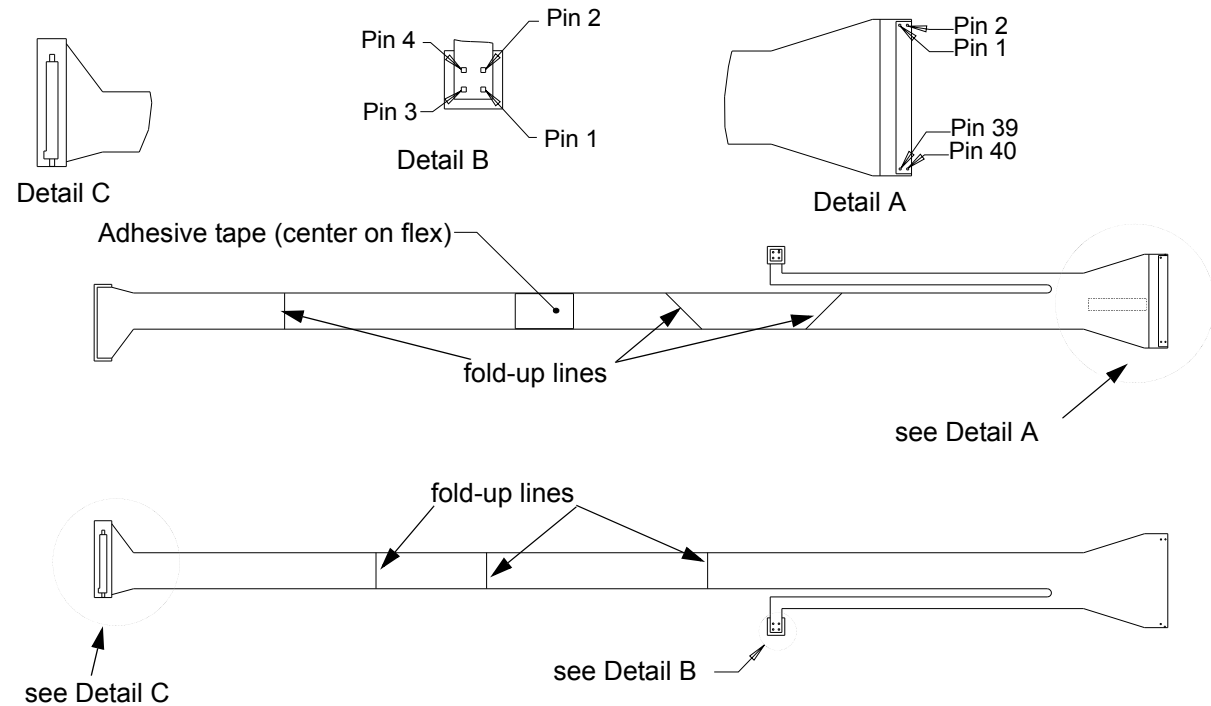 Pin 4
Pin 2
Pin 3
Pin 1
Detail B
Pin 2
Pin 1
Pin 39
Pin 40
Detail A
Detail C
Adhesive tape (center on flex)
fold-up lines
see Detail A
fold-up lines
see Detail B
see Detail C